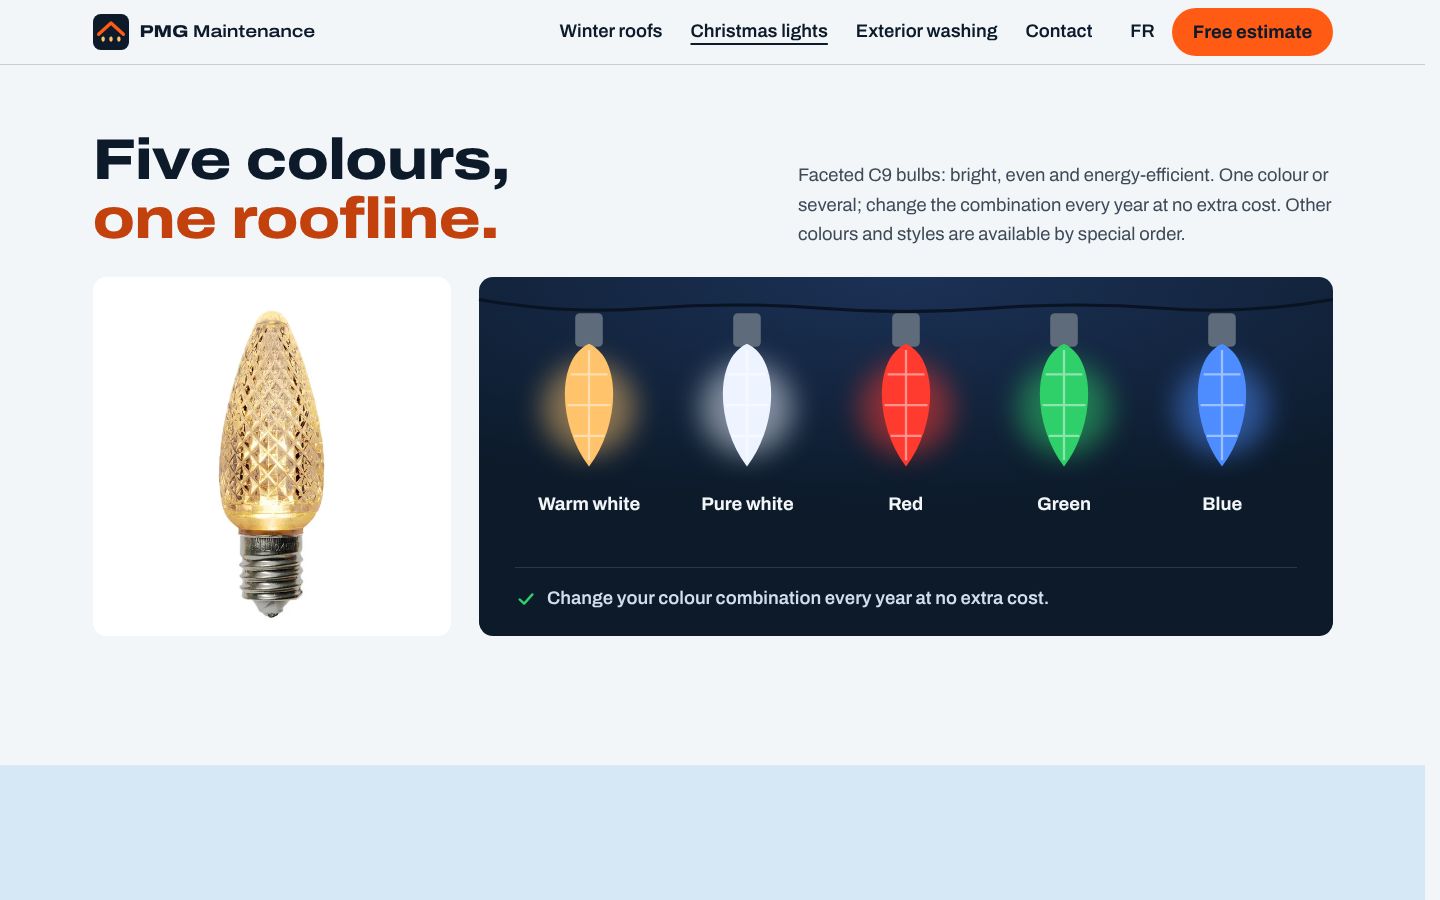 PMG Maintenance
Winter roofs
Christmas lights
Exterior washing
Contact
FR
Free estimate
Five colours,
one roofline.
Faceted C9 bulbs: bright, even and energy-efficient. One colour or
several; change the combination every year at no extra cost. Other
colours and styles are available by special order.
Warm white
Pure white
Red
Green
Blue
Change your colour combination every year at no extra cost.